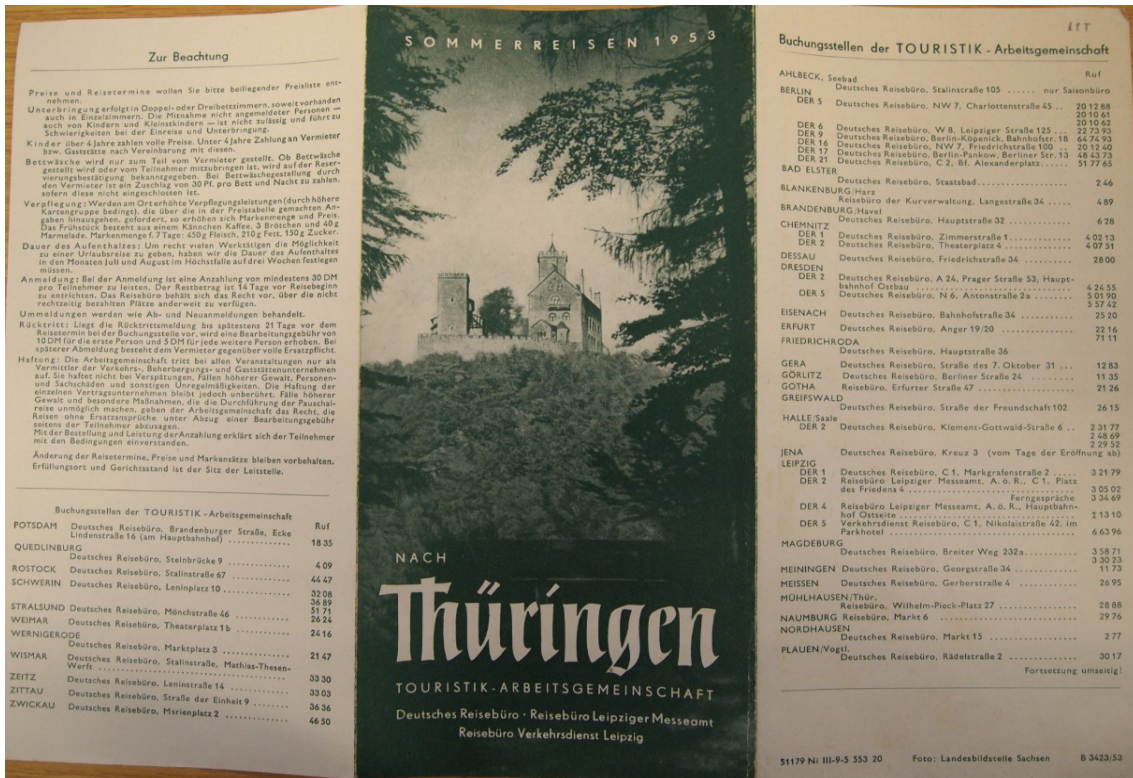 Zur Beachtung
Preise und Reisetermine wollen Sie bitte beiliegender Preisliste ent-
nehmen.
Unterbringung erfolgt in Doppel- oder Dreibettzimmern, soweit vorhanden
auch in Einzelzimmern. Die Mitnahme nicht angemeldeter Personen —
auch von Kindern und Kleinstkindern — ist nicht zulässig und führt zu
Schwierigkeiten bei der Einreise und Unterbringung.
Kinder über 4 Jahre zahlen volle Preise. Unter 4 Jahre Zahlung an Vermieter
bzw. Gaststätte nach Vereinbarung mit diesen.
Bettwäsche wird nur zum Teil vom Vermieter gestellt. Ob Bettwäsche
gestellt wird oder vom Teilnehmer mitzubringen ist, wird auf der Reser-
vierungsbestätigung bekanntgegeben. Bei Bettwäschegestellung durch
den Vermieter ist ein Zuschlag von 30 Pf. pro Bett und Nacht zu zahlen,
sofern diese nicht eingeschlossen ist.
Verpflegung: Werden am Ort erhöhte Verpflegungsleistungen (durch höhere
Kartengruppe bedingt), die über die in der Preistabelle gemachten An-
gaben hinausgehen, gefordert, so erhöhen sich Markenmenge und Preis.
Das Frühstück besteht aus einem Kännchen Kaffee, 3 Brötchen und 40 g
Marmelade. Markenmenge f. 7 Tage: 450 g Fleisch, 210 g Fett, 150 g Zucker.
Dauer des Aufenthaltes: Um recht vielen Werktätigen die Möglichkeit
zu einer Urlaubsreise zu geben, haben wir die Dauer des Aufenthaltes
in den Monaten Juli und August im Höchstfalle auf drei Wochen festlegen
müssen.
Anmeldung: Bei der Anmeldung ist eine Anzahlung von mindestens 30 DM
pro Teilnehmer zu leisten. Der Restbetrag ist 14 Tage vor Reisebeginn
zu entrichten. Das Reisebüro behält sich das Recht vor, über die nicht
rechtzeitig bezahlten Plätze anderweit zu verfügen.
Ummeldungen werden wie Ab- und Neuanmeldungen behandelt.
Rücktritt: Liegt die Rücktrittsmeldung bis spätestens 21 Tage vor dem
Reisetermin bei der Buchungsstelle vor, wird eine Bearbeitungsgebühr von
10 DM für die erste Person und 5 DM für jede weitere Person erhoben. Bei
späterer Abmeldung besteht dem Vermieter gegenüber volle Ersatzpflicht.
Haftung: Die Arbeitsgemeinschaft tritt bei allen Veranstaltungen nur als
Vermittler der Verkehrs-, Beherbergungs- und Gaststättenunternehmen
auf. Sie haftet nicht bei Verspätungen, Fällen höherer Gewalt, Personen-
und Sachschäden und sonstigen Unregelmäßigkeiten. Die Haftung der
einzelnen Vertragsunternehmen bleibt jedoch unberührt. Fälle höherer
Gewalt und besondere Maßnahmen, die die Durchführung der Pauschal-
reise unmöglich machen, geben der Arbeitsgemeinschaft das Recht, die
Reisen ohne Ersatzansprüche unter Abzug einer Bearbeitungsgebühr
seitens der Teilnehmer abzusagen.
Mit der Bestellung und Leistung der Anzahlung erklärt sich der Teilnehmer
mit den Bedingungen einverstanden.
Änderung der Reisetermine, Preise und Markensätze bleiben vorbehalten.
Erfüllungsort und Gerichtsstand ist der Sitz der Leitstelle.
Buchungsstellen der TOURISTIK - Arbeitsgemeinschaft
Ruf
POTSDAM Deutsches Reisebüro, Brandenburger Straße, Ecke
Lindenstraße 16 (am Hauptbahnhof) ............ 18 35
QUEDLINBURG
Deutsches Reisebüro, Steinbrücke 9 ............ 4 09
ROSTOCK Deutsches Reisebüro, Stalinstraße 67 ............ 44 47
SCHWERIN Deutsches Reisebüro, Leninplatz 10 ............ 32 08
36 89
STRALSUND Deutsches Reisebüro, Mönchstraße 46 ............ 51 71
26 24
WEIMAR Deutsches Reisebüro, Theaterplatz 1 b ............ 24 16
WERNIGERODE
Deutsches Reisebüro, Marktplatz 3 ............ 21 47
WISMAR Deutsches Reisebüro, Stalinstraße, Mathias-Thesen-
Werft ............ 33 30
ZEITZ Deutsches Reisebüro, Leninstraße 14 ............ 33 03
ZITTAU Deutsches Reisebüro, Straße der Einheit 9 ........ 36 36
ZWICKAU Deutsches Reisebüro, Marienplatz 2 ............ 46 50
SOMMERREISEN 1953
NACH
Thüringen
TOURISTIK-ARBEITSGEMEINSCHAFT
Deutsches Reisebüro · Reisebüro Leipziger Messeamt
Reisebüro Verkehrsdienst Leipzig
Buchungsstellen der TOURISTIK - Arbeitsgemeinschaft
Ruf
AHLBECK, Seebad
Deutsches Reisebüro, Stalinstraße 105 ...... nur Saisonbüro
BERLIN
DER 5 Deutsches Reisebüro, NW 7, Charlottenstraße 45 .. 20 12 88
20 10 61
20 10 62
DER 6 Deutsches Reisebüro, W 8, Leipziger Straße 125 ... 22 73 93
DER 9 Deutsches Reisebüro, Berlin-Köpenick, Bahnhofstr. 18 64 74 93
DER 16 Deutsches Reisebüro, NW 7, Friedrichstraße 100 .. 20 12 40
DER 17 Deutsches Reisebüro, Berlin-Pankow, Berliner Str. 13 48 43 73
DER 21 Deutsches Reisebüro, C 2, Bf. Alexanderplatz...... 51 77 65
BAD ELSTER
Deutsches Reisebüro, Staatsbad................ 2 46
BLANKENBURG/Harz
Reisebüro der Kurverwaltung, Langestraße 34 ..... 4 89
BRANDENBURG/Havel
Deutsches Reisebüro, Hauptstraße 32 ............ 6 28
CHEMNITZ
DER 1 Deutsches Reisebüro, Zimmerstraße 1............ 4 02 13
DER 2 Deutsches Reisebüro, Theaterplatz 4 ............ 4 07 51
DESSAU Deutsches Reisebüro, Friedrichstraße 34 ......... 28 00
DRESDEN
DER 2 Deutsches Reisebüro, A 24, Prager Straße 53, Haupt-
bahnhof Ostbau ............ 4 24 55
DER 5 Deutsches Reisebüro, N 6, Antonstraße 2a ........ 5 01 90
5 57 42
EISENACH Deutsches Reisebüro, Bahnhofstraße 34 ......... 25 20
ERFURT Deutsches Reisebüro, Anger 19/20 ............ 22 16
71 11
FRIEDRICHRODA
Deutsches Reisebüro, Hauptstraße 36
GERA Deutsches Reisebüro, Straße des 7. Oktober 31 ... 12 83
GÖRLITZ Deutsches Reisebüro, Berliner Straße 24 ........ 11 35
GOTHA Reisebüro, Erfurter Straße 47 ............ 21 26
GREIFSWALD
Deutsches Reisebüro, Straße der Freundschaft 102 26 15
HALLE/Saale
DER 2 Deutsches Reisebüro, Klement-Gottwald-Straße 6 .. 2 31 77
2 48 69
2 29 52
JENA Deutsches Reisebüro, Kreuz 3 (vom Tage der Eröffnung ab)
LEIPZIG
DER 1 Deutsches Reisebüro, C 1, Markgrafenstraße 2 ..... 3 21 79
DER 2 Reisebüro Leipziger Messeamt, A. ö. R., C 1, Platz
des Friedens 4 ............ 3 05 02
Ferngespräche 3 34 69
DER 4 Reisebüro Leipziger Messeamt, A. ö. R., Hauptbahn-
hof Ostseite ............ 2 13 10
DER 5 Verkehrsdienst Reisebüro, C 1, Nikolaistraße 42, im
Parkhotel ............ 6 63 96
MAGDEBURG
Deutsches Reisebüro, Breiter Weg 232a........... 3 58 71
3 30 23
MEININGEN Deutsches Reisebüro, Georgstraße 34 ............ 11 73
MEISSEN Deutsches Reisebüro, Gerberstraße 4 ............ 26 95
MÜHLHAUSEN/Thür.
Reisebüro, Wilhelm-Pieck-Platz 27 ............ 28 88
NAUMBURG Reisebüro, Markt 6 ............ 29 76
NORDHAUSEN
Deutsches Reisebüro, Markt 15 ............ 2 77
PLAUEN/Vogtl.
Deutsches Reisebüro, Rädelstraße 2 ............ 30 17
Fortsetzung umseitig!
51179 Ni III-9-5 553 20 Foto: Landesbildstelle Sachsen B 3423/53